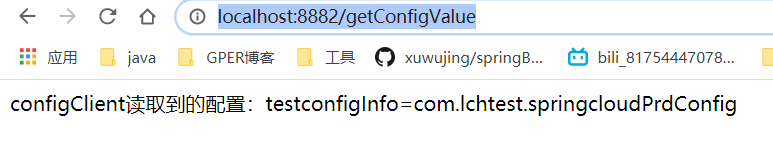 localhost:8882/getConfigValue
应用 java GPER博客 工具 xuwujing/springB... bili_81754447078...
configClient读取到的配置：testconfigInfo=com.lchtest.springcloudPrdConfig